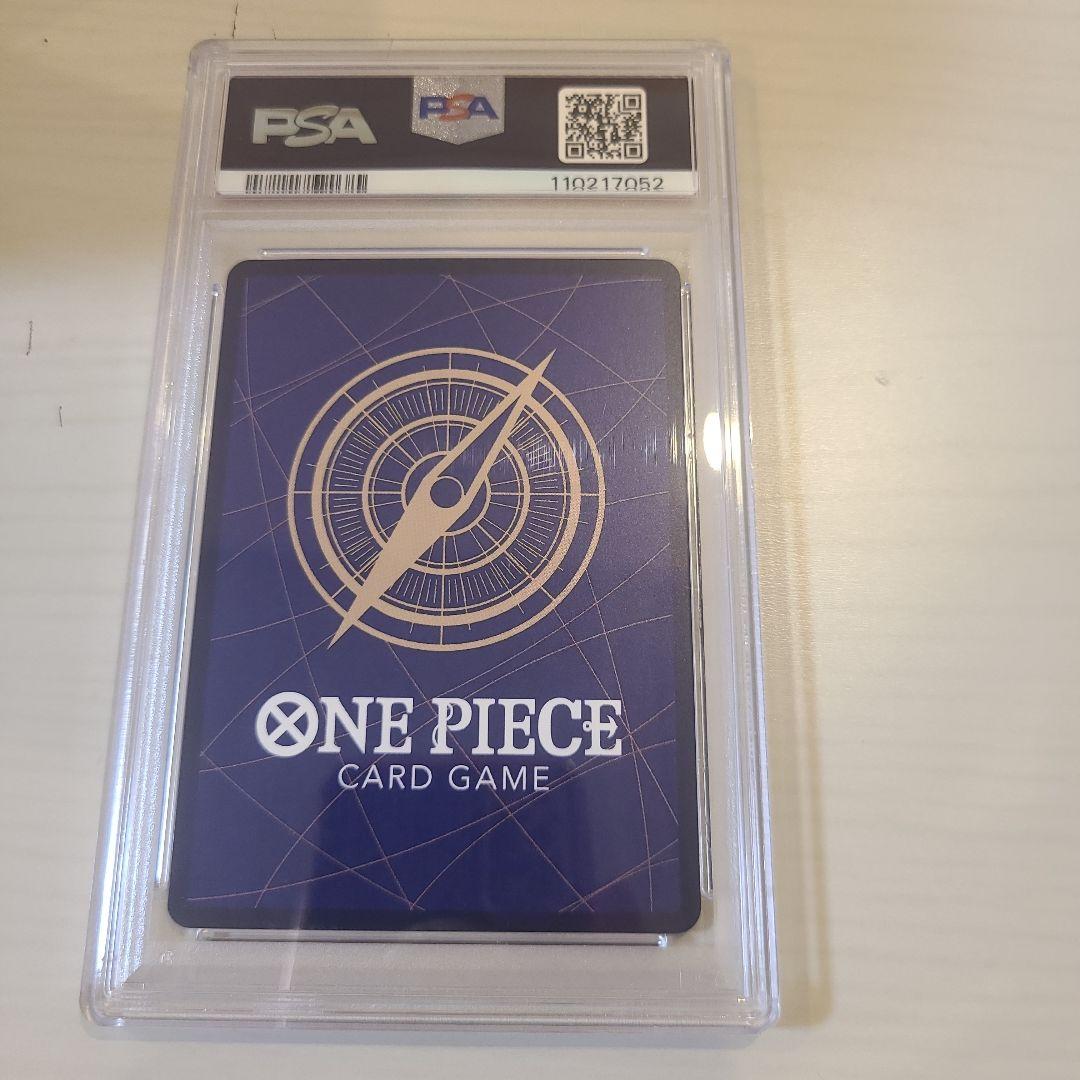 PSA
PSA
110217052
ONE PIECE
CARD GAME